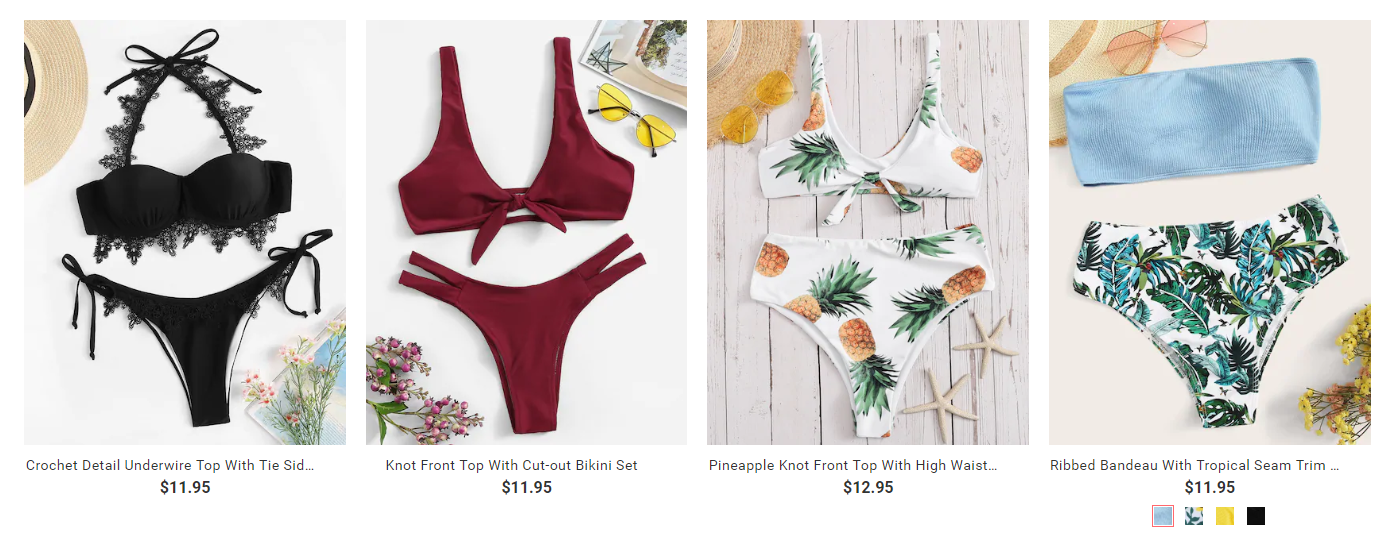 Crochet Detail Underwire Top With Tie Sid...
$11.95
Knot Front Top With Cut-out Bikini Set
$11.95
Pineapple Knot Front Top With High Waist...
$12.95
Ribbed Bandeau With Tropical Seam Trim ...
$11.95